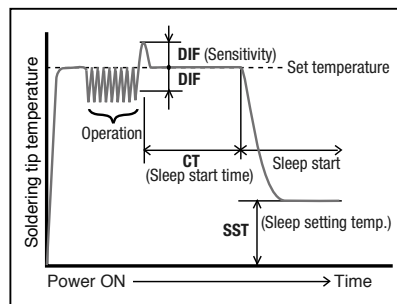 DIF (Sensitivity)
DIF
Set temperature
Operation
CT
(Sleep start time)
Sleep start
SST
(Sleep setting temp.)
Soldering tip temperature
Power ON
Time